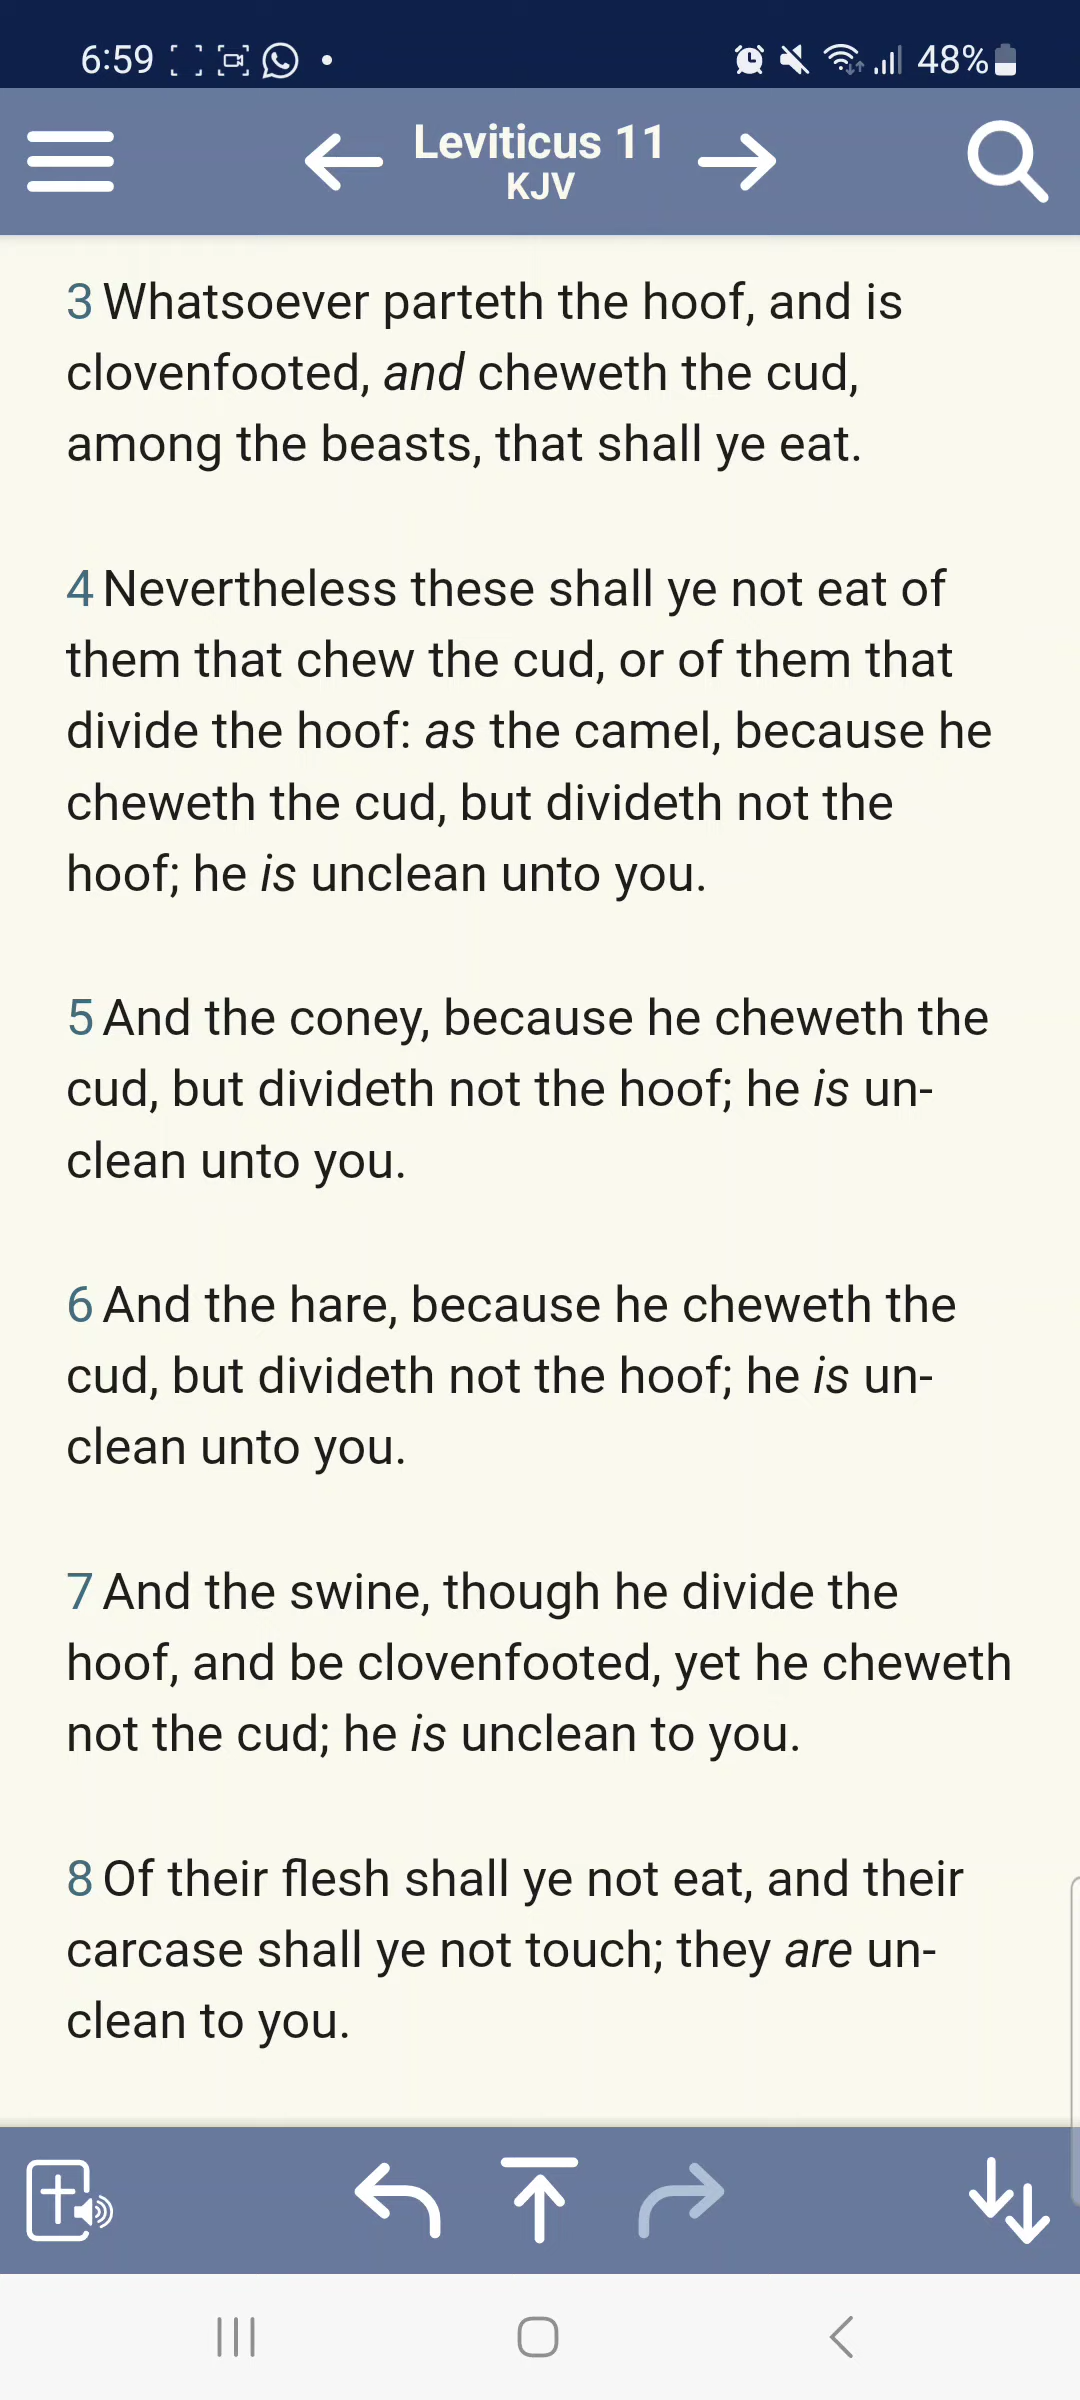 6:59
48%
Leviticus 11
KJV
3 Whatsoever parteth the hoof, and is
clovenfooted, and cheweth the cud,
among the beasts, that shall ye eat.
4 Nevertheless these shall ye not eat of
them that chew the cud, or of them that
divide the hoof: as the camel, because he
cheweth the cud, but divideth not the
hoof; he is unclean unto you.
5 And the coney, because he cheweth the
cud, but divideth not the hoof; he is un-
clean unto you.
6 And the hare, because he cheweth the
cud, but divideth not the hoof; he is un-
clean unto you.
7 And the swine, though he divide the
hoof, and be clovenfooted, yet he cheweth
not the cud; he is unclean to you.
8 Of their flesh shall ye not eat, and their
carcase shall ye not touch; they are un-
clean to you.